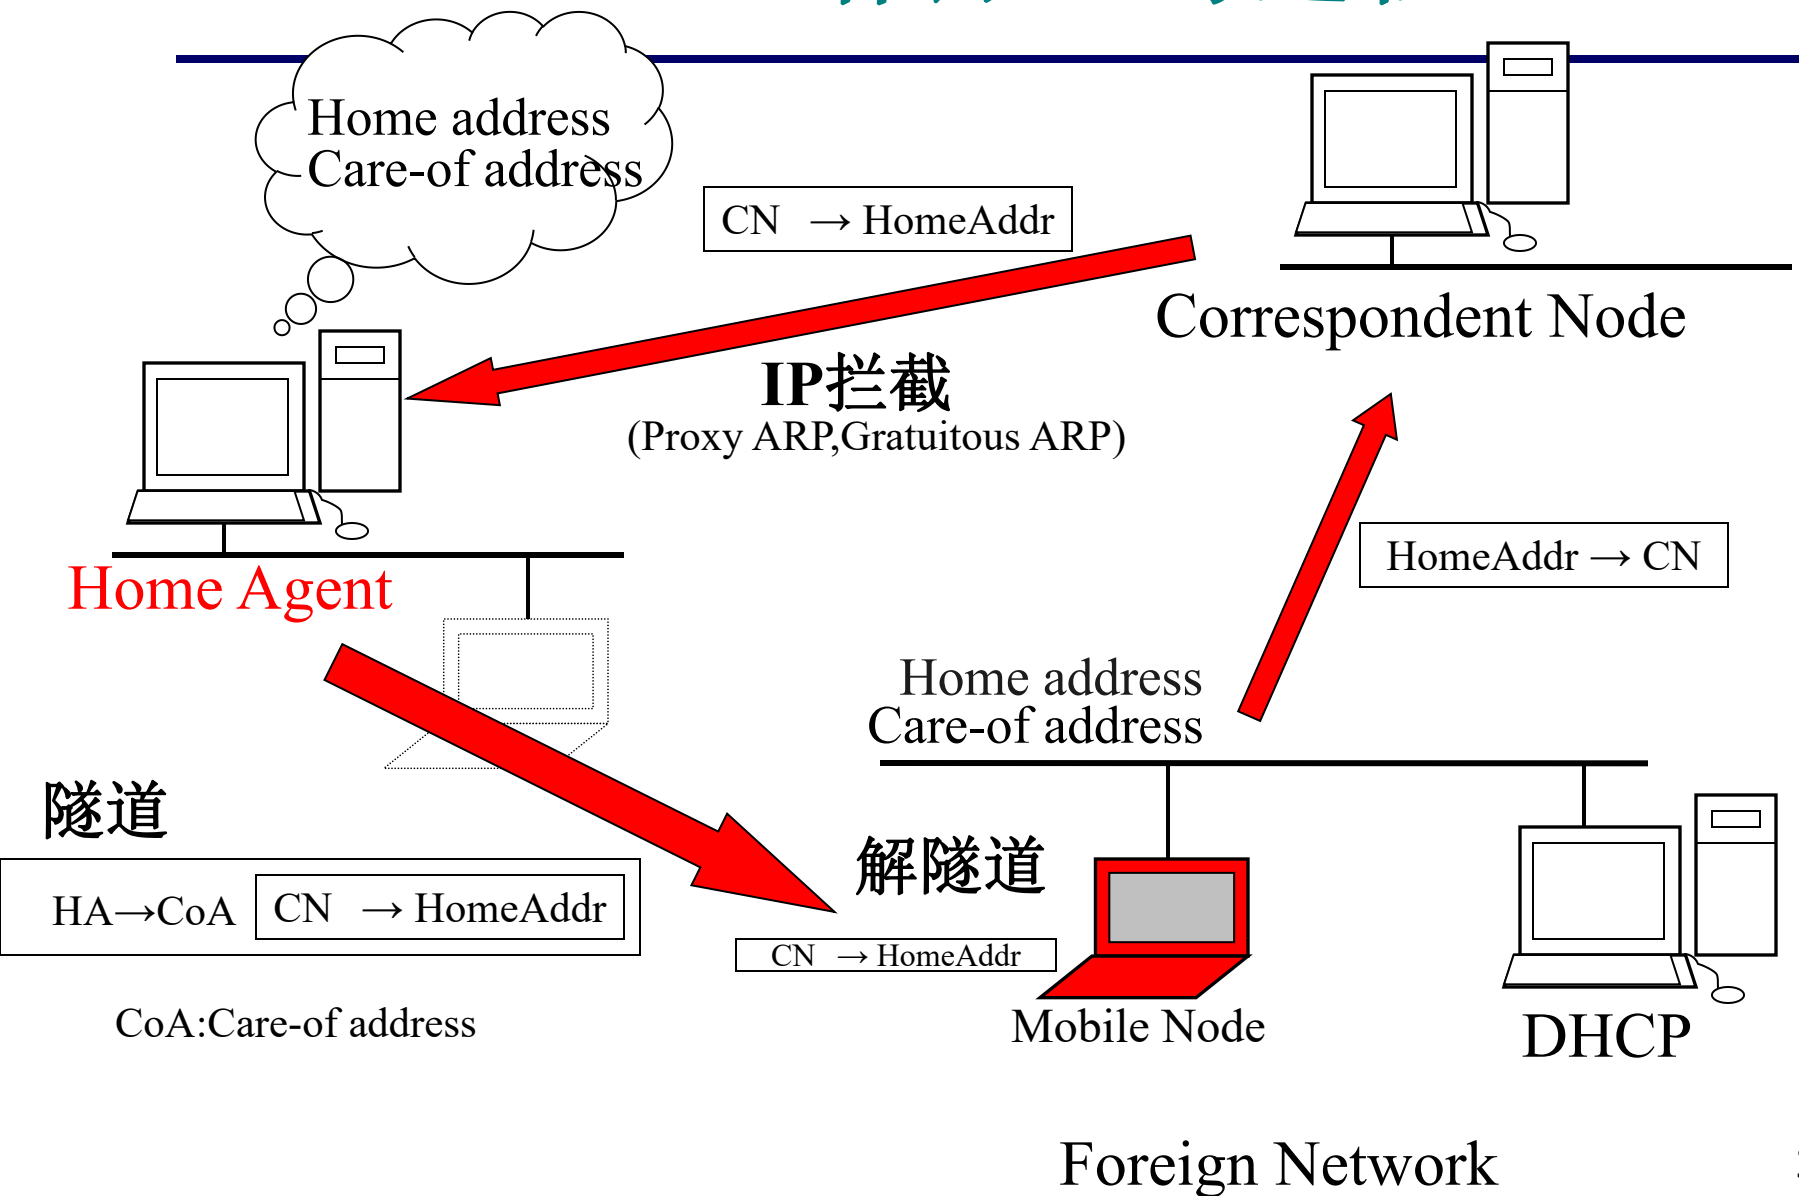 Home address
Care-of address
CN → HomeAddr
Correspondent Node
IP拦截
(Proxy ARP,Gratuitous ARP)
HomeAddr → CN
Home Agent
Home address
Care-of address
隧道
解隧道
HA→CoA CN → HomeAddr
CN → HomeAddr
CoA:Care-of address
Mobile Node
DHCP
Foreign Network